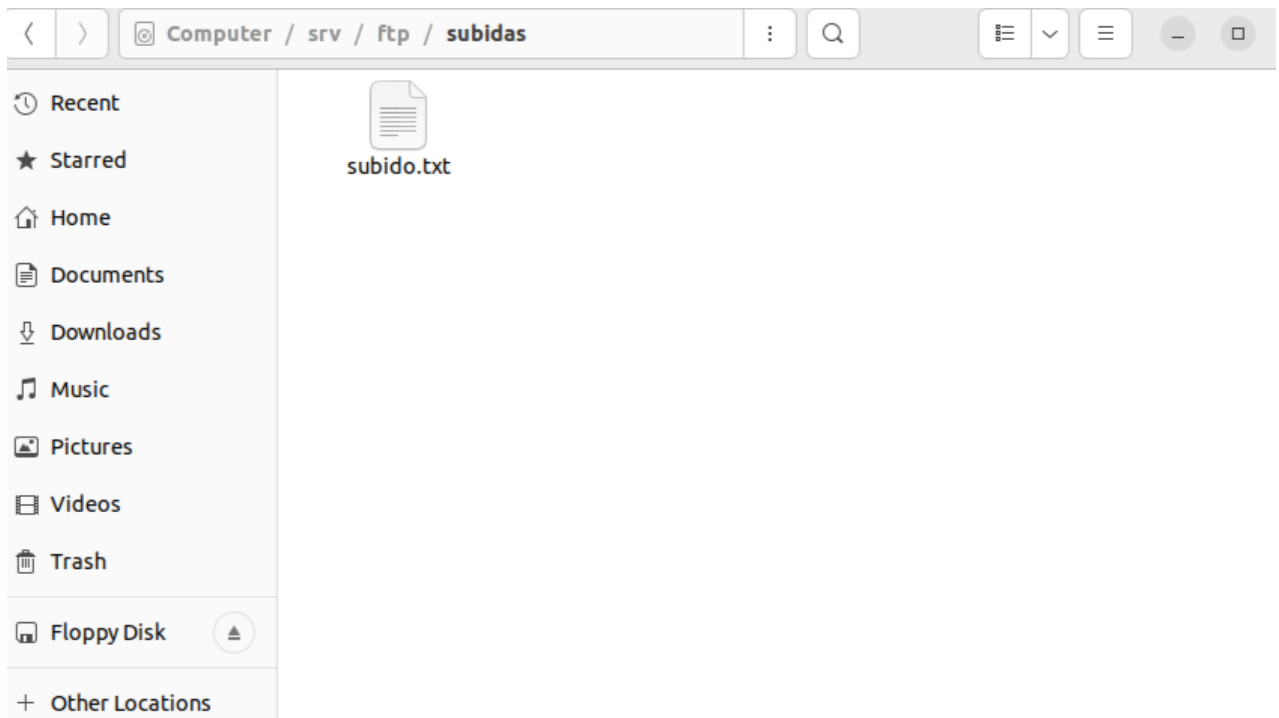 Computer / srv / ftp / subidas
Recent
Starred
Home
Documents
Downloads
Music
Pictures
Videos
Trash
Floppy Disk
Other Locations
subido.txt